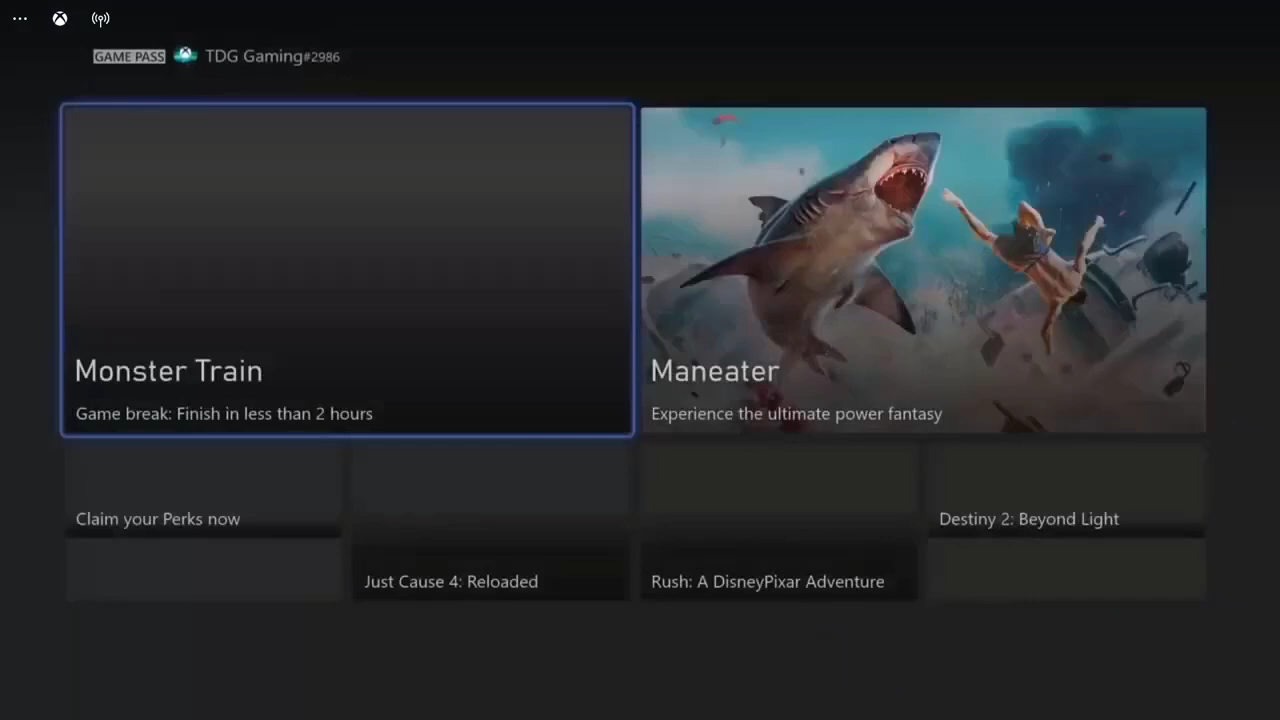 GAME PASS TDG Gaming#2986
Monster Train
Game break: Finish in less than 2 hours
Maneater
Experience the ultimate power fantasy
Claim your Perks now
Just Cause 4: Reloaded
Rush: A DisneyPixar Adventure
Destiny 2: Beyond Light